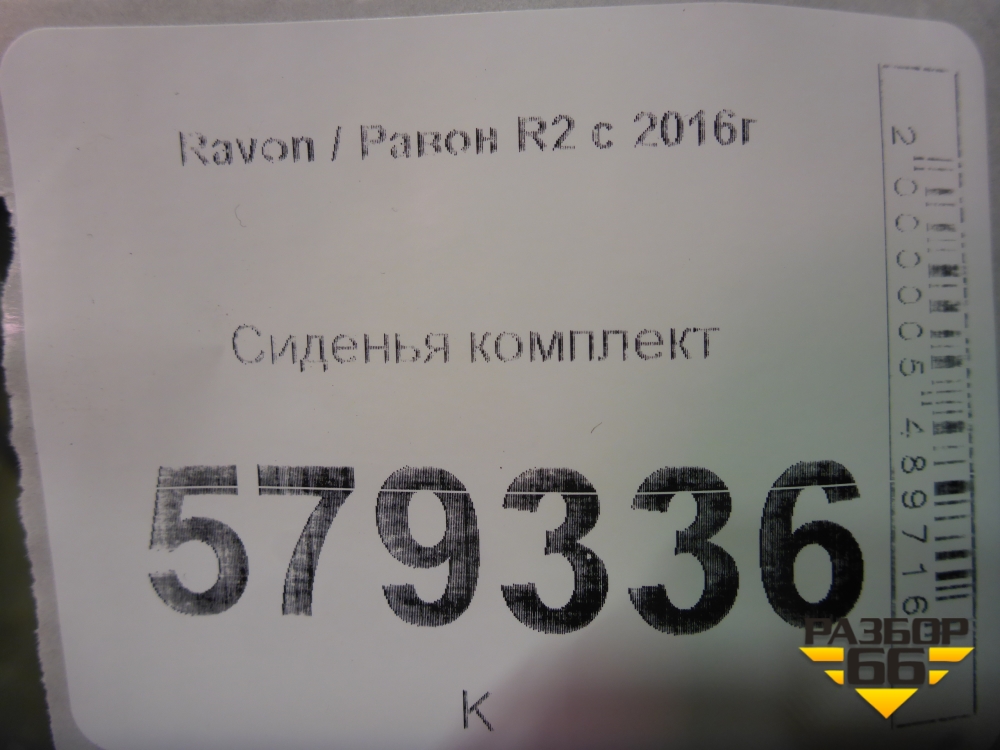 Ravon / Равон R2 с 2016г
Сиденья комплект
579336
К
2000005489716
РАЗБОР
66